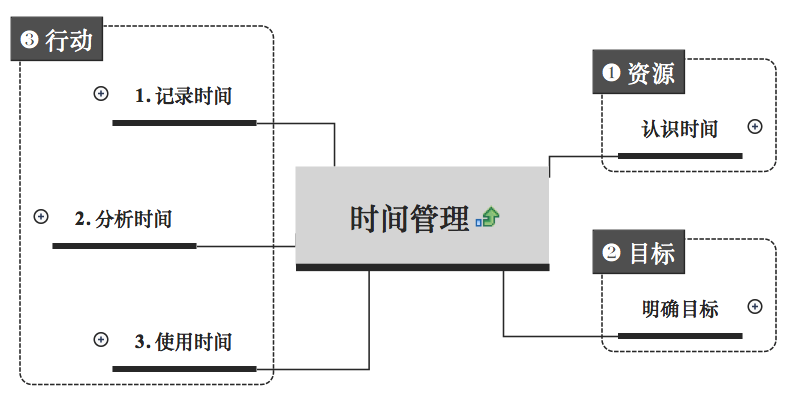 ❸ 行动
1. 记录时间
2. 分析时间
3. 使用时间
时间管理
❶ 资源
认识时间
❷ 目标
明确目标